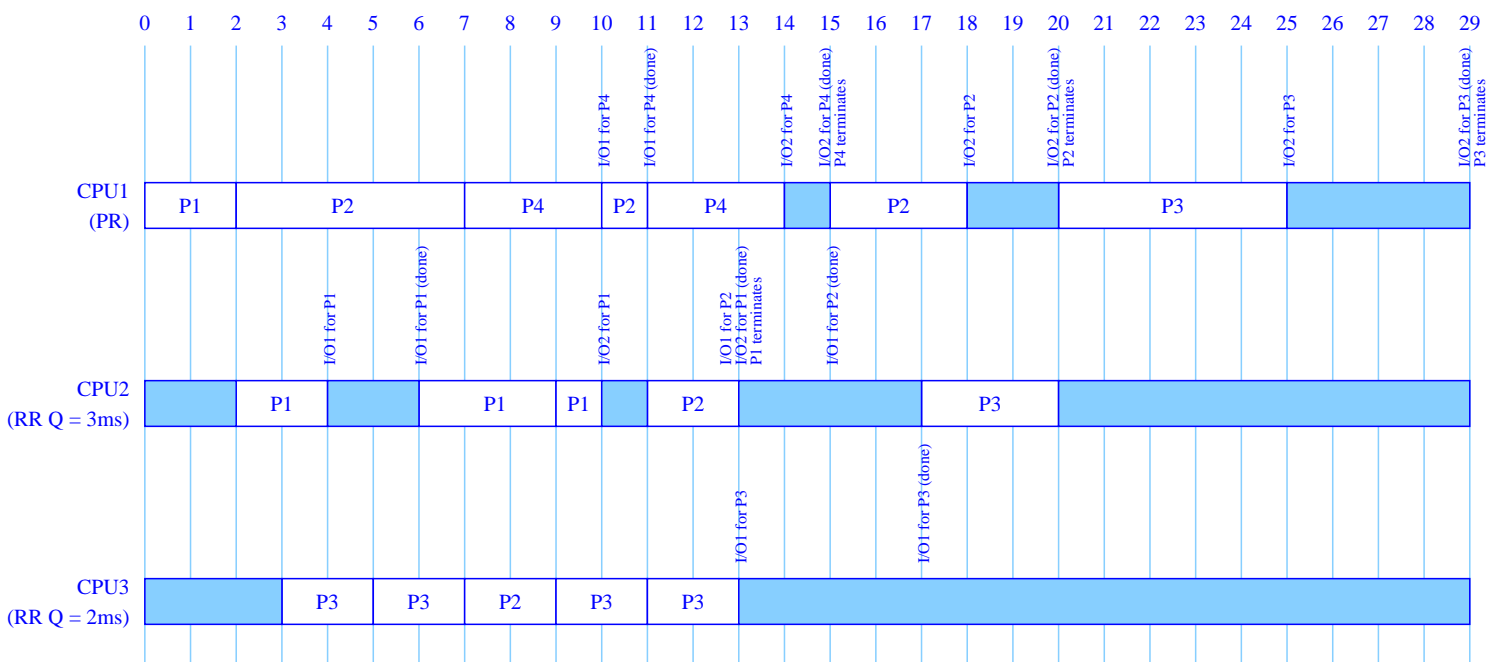 0 1 2 3 4 5 6 7 8 9 10 11 12 13 14 15 16 17 18 19 20 21 22 23 24 25 26 27 28 29
I/O1 for P4
I/O1 for P4 (done)
I/O2 for P4
I/O2 for P4 (done)
P4 terminates
I/O2 for P2
I/O2 for P2 (done)
P2 terminates
I/O2 for P3
I/O2 for P3 (done)
P3 terminates
CPU1
(PR)
P1 P2 P4 P2 P4 P2 P3
I/O1 for P1
I/O1 for P1 (done)
I/O2 for P1
I/O1 for P2
I/O2 for P1 (done)
P1 terminates
I/O1 for P2 (done)
CPU2
(RR Q = 3ms)
P1 P1 P1 P2 P3
I/O1 for P3
I/O1 for P3 (done)
CPU3
(RR Q = 2ms)
P3 P3 P2 P3 P3